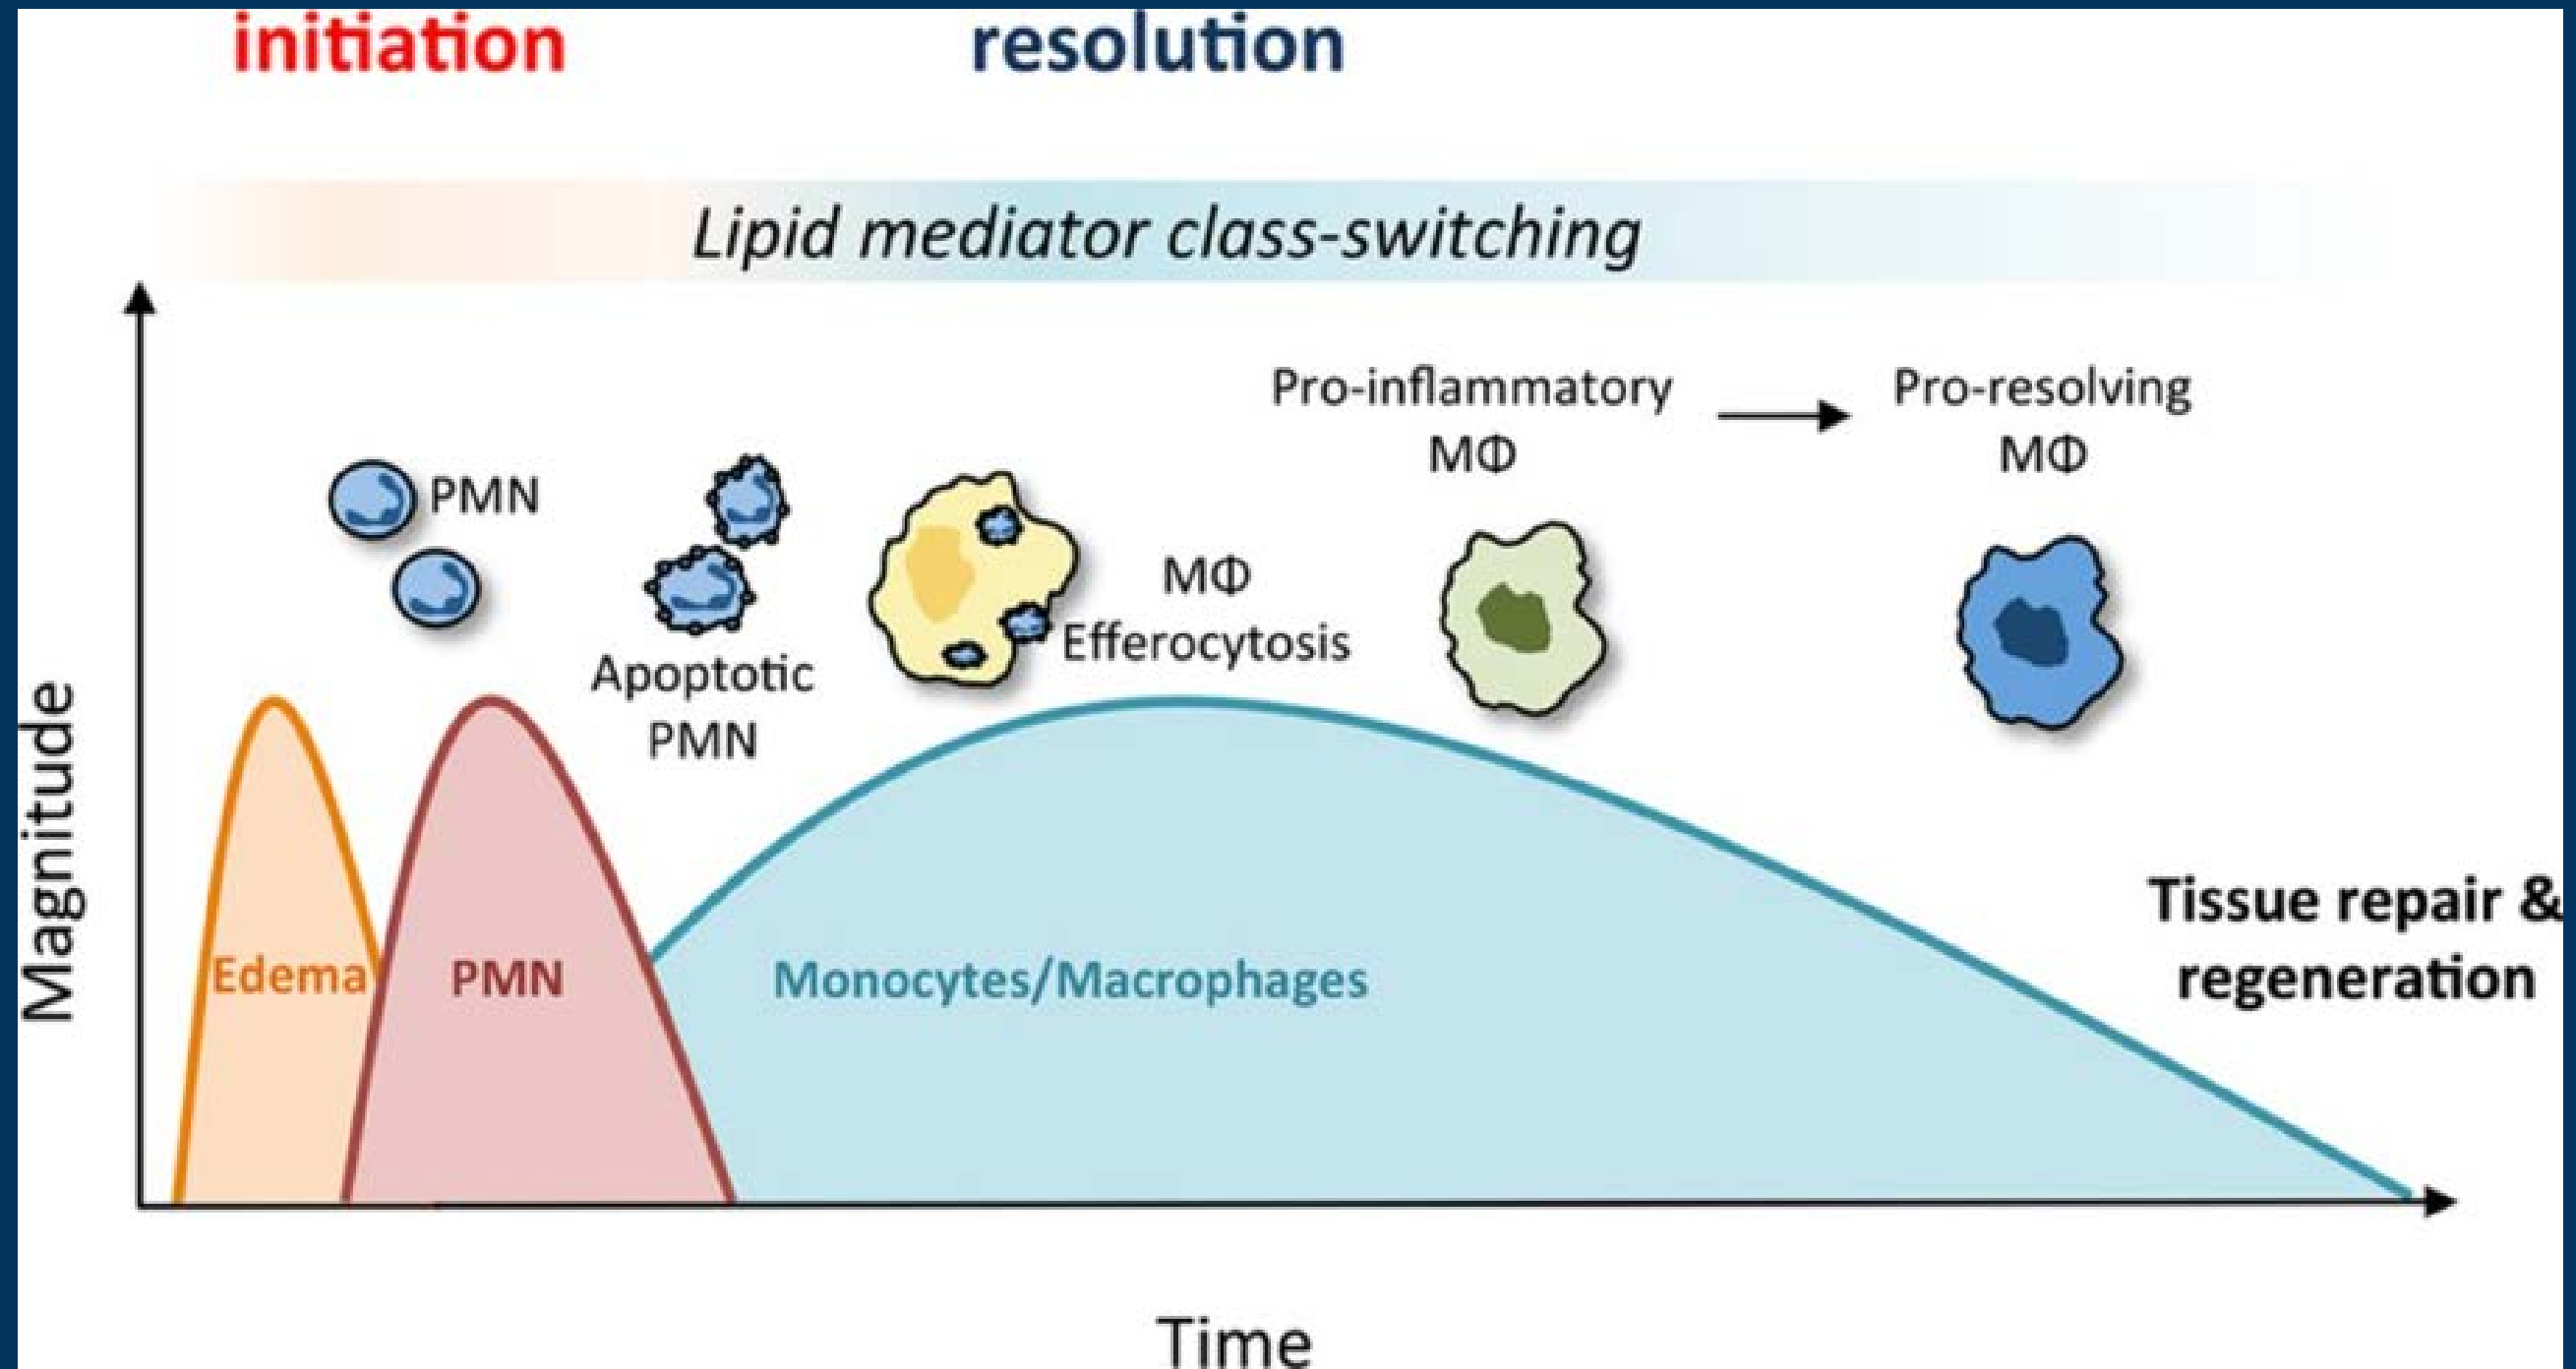 initiation
resolution
Lipid mediator class-switching
Pro-inflammatory
MΦ
Pro-resolving
MΦ
PMN
Apoptotic
PMN
MΦ
Efferocytosis
Magnitude
Edema
PMN
Monocytes/Macrophages
Tissue repair &
regeneration
Time